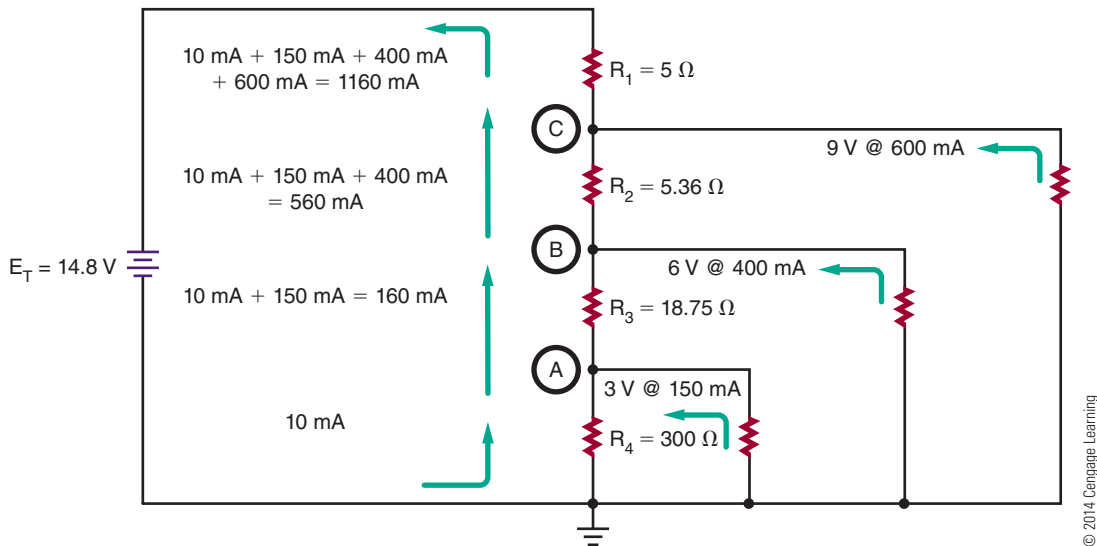 10 mA + 150 mA + 400 mA
+ 600 mA = 1160 mA
R₁ = 5 Ω
C
9 V @ 600 mA
10 mA + 150 mA + 400 mA
= 560 mA
R₂ = 5.36 Ω
B
E_T = 14.8 V
6 V @ 400 mA
10 mA + 150 mA = 160 mA
R₃ = 18.75 Ω
A
3 V @ 150 mA
10 mA
R₄ = 300 Ω
© 2014 Cengage Learning